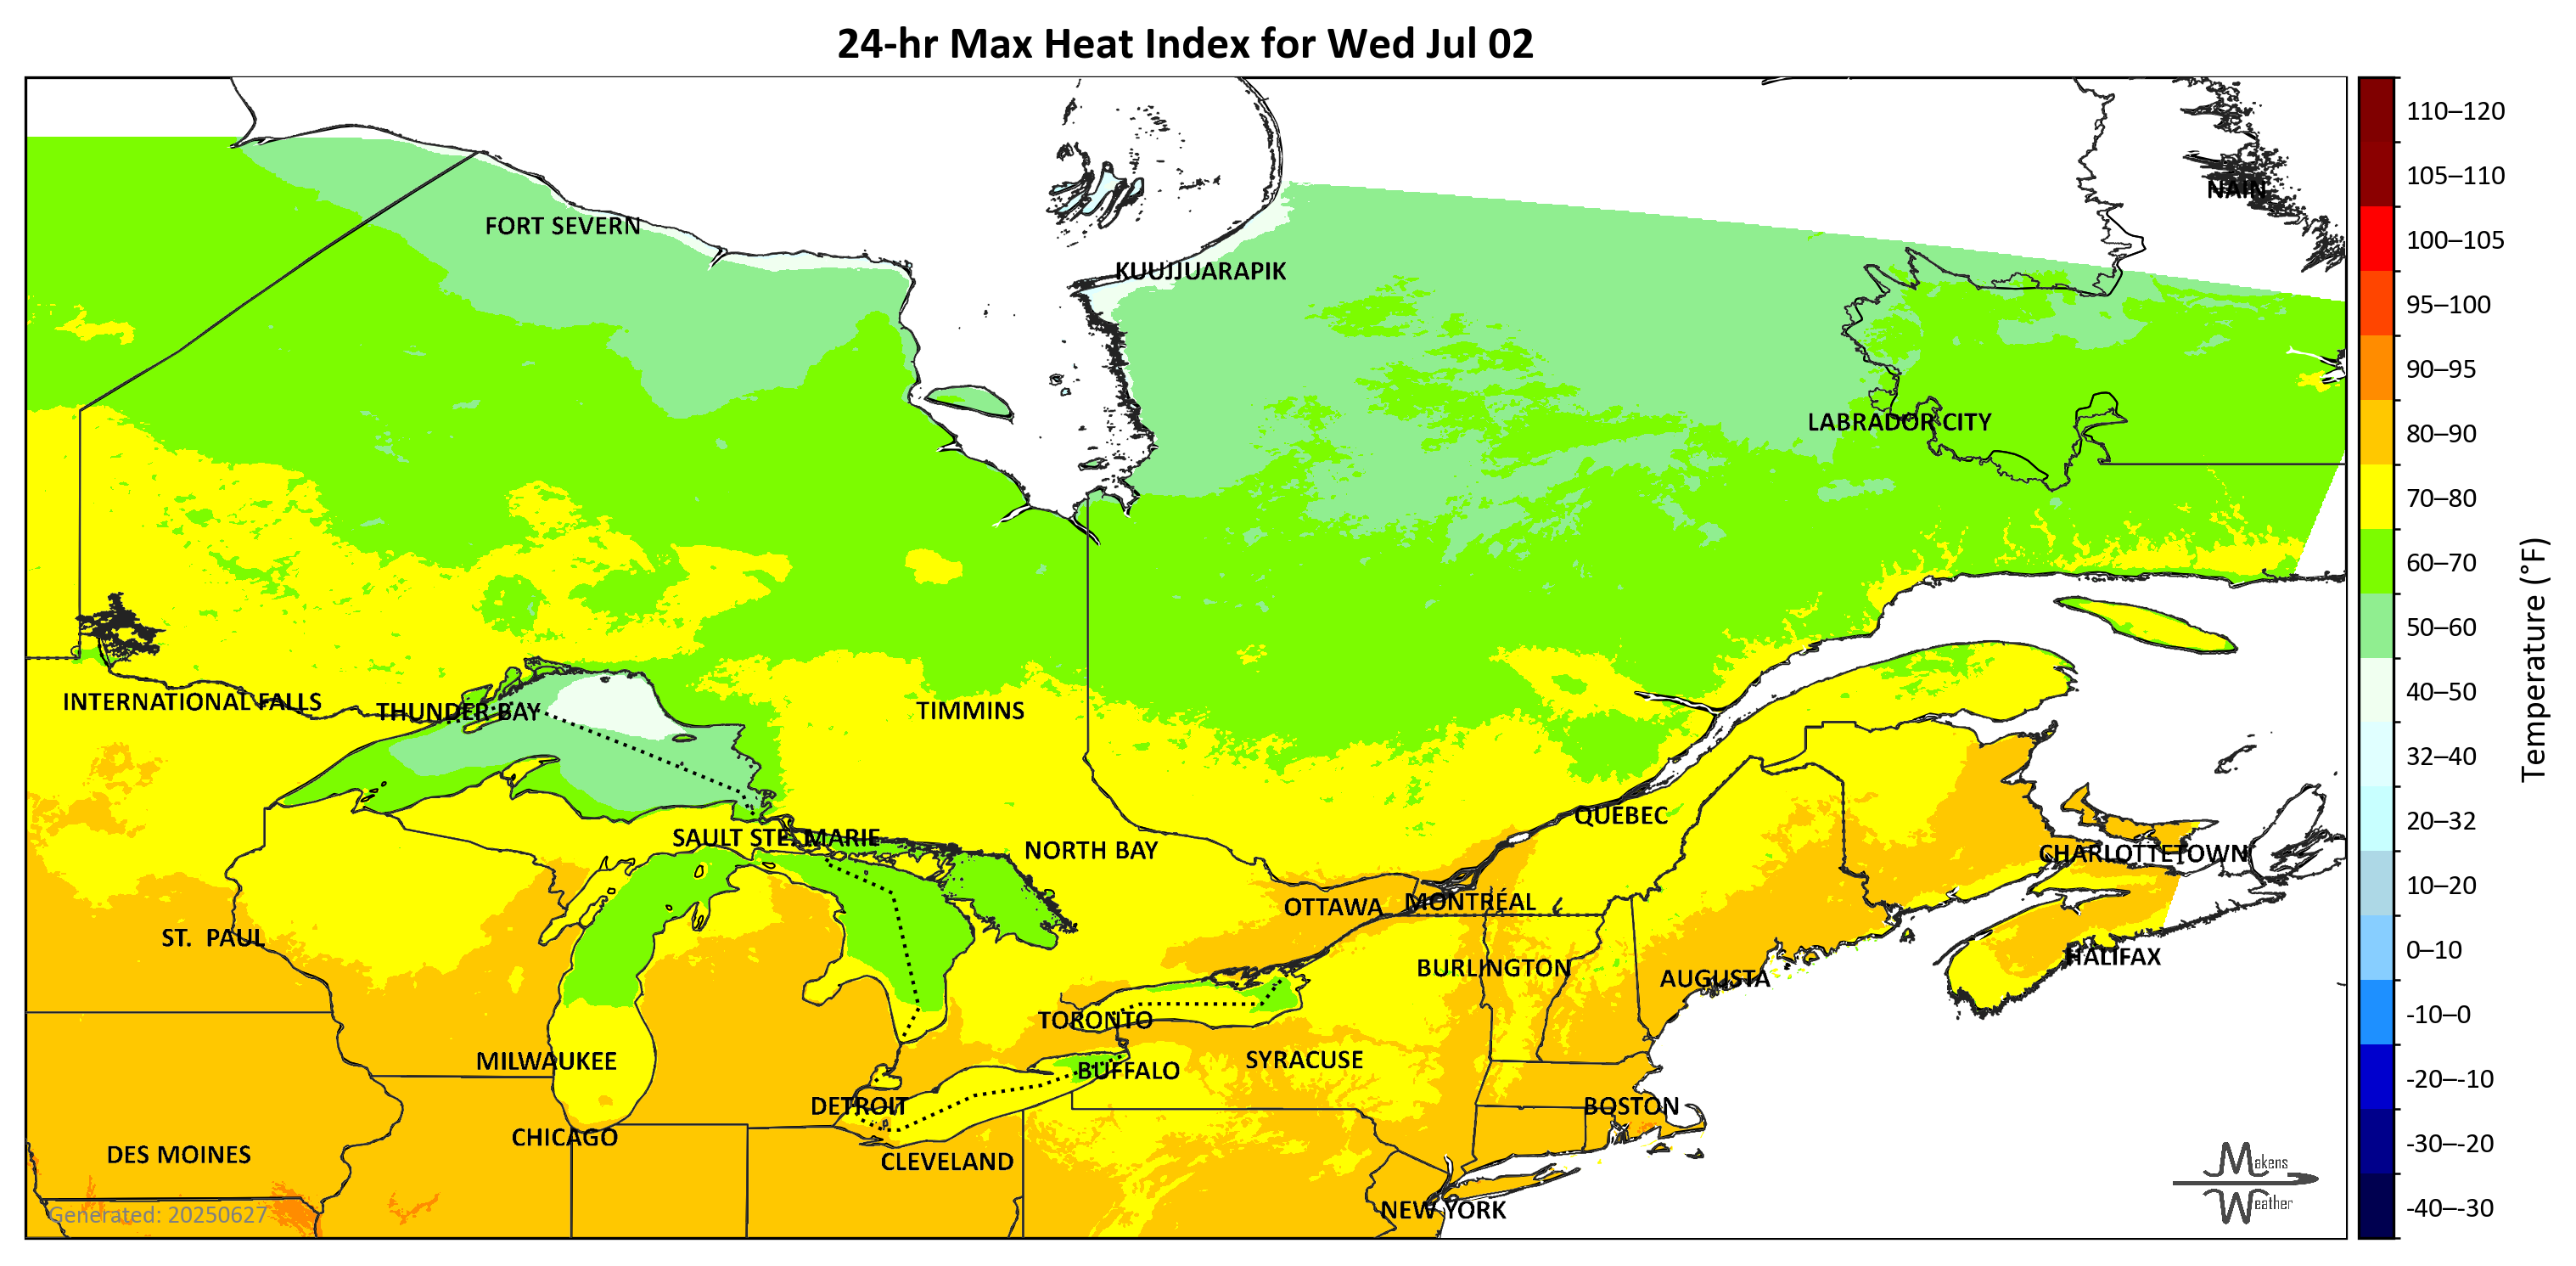 24-hr Max Heat Index for Wed Jul 02
NAIN
FORT SEVERN
KUUJJUARAPIK
LABRADOR CITY
INTERNATIONAL FALLS
THUNDER BAY
TIMMINS
QUEBEC
SAULT STE. MARIE
NORTH BAY
CHARLOTTETOWN
OTTAWA
MONTRÉAL
ST. PAUL
HALIFAX
BURLINGTON
AUGUSTA
TORONTO
MILWAUKEE
SYRACUSE
BUFFALO
DETROIT
BOSTON
CHICAGO
DES MOINES
CLEVELAND
NEW YORK
Generated: 20250627
Makens
Weather
110–120
105–110
100–105
95–100
90–95
80–90
70–80
60–70
50–60
40–50
32–40
20–32
10–20
0–10
-10–0
-20–-10
-30–-20
-40–-30
Temperature (°F)